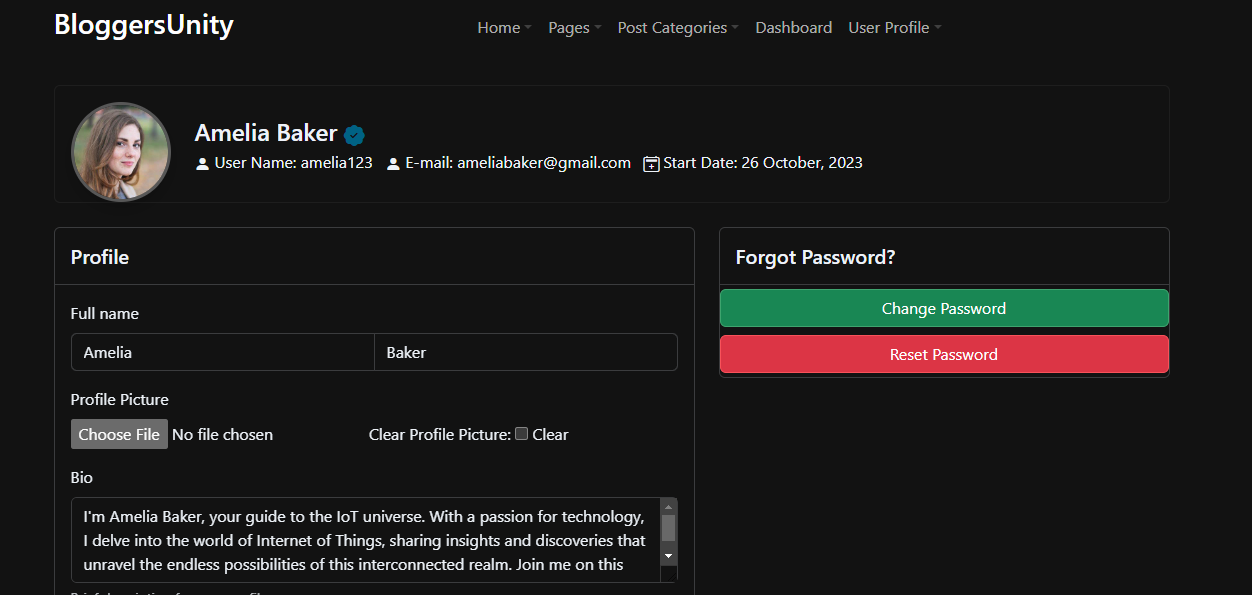 BloggersUnity
Home Pages Post Categories Dashboard User Profile
Amelia Baker
User Name: amelia123 E-mail: ameliabaker@gmail.com Start Date: 26 October, 2023
Profile
Full name
Amelia Baker
Profile Picture
Choose File No file chosen Clear Profile Picture: Clear
Bio
I'm Amelia Baker, your guide to the IoT universe. With a passion for technology,
I delve into the world of Internet of Things, sharing insights and discoveries that
unravel the endless possibilities of this interconnected realm. Join me on this
Forgot Password?
Change Password
Reset Password